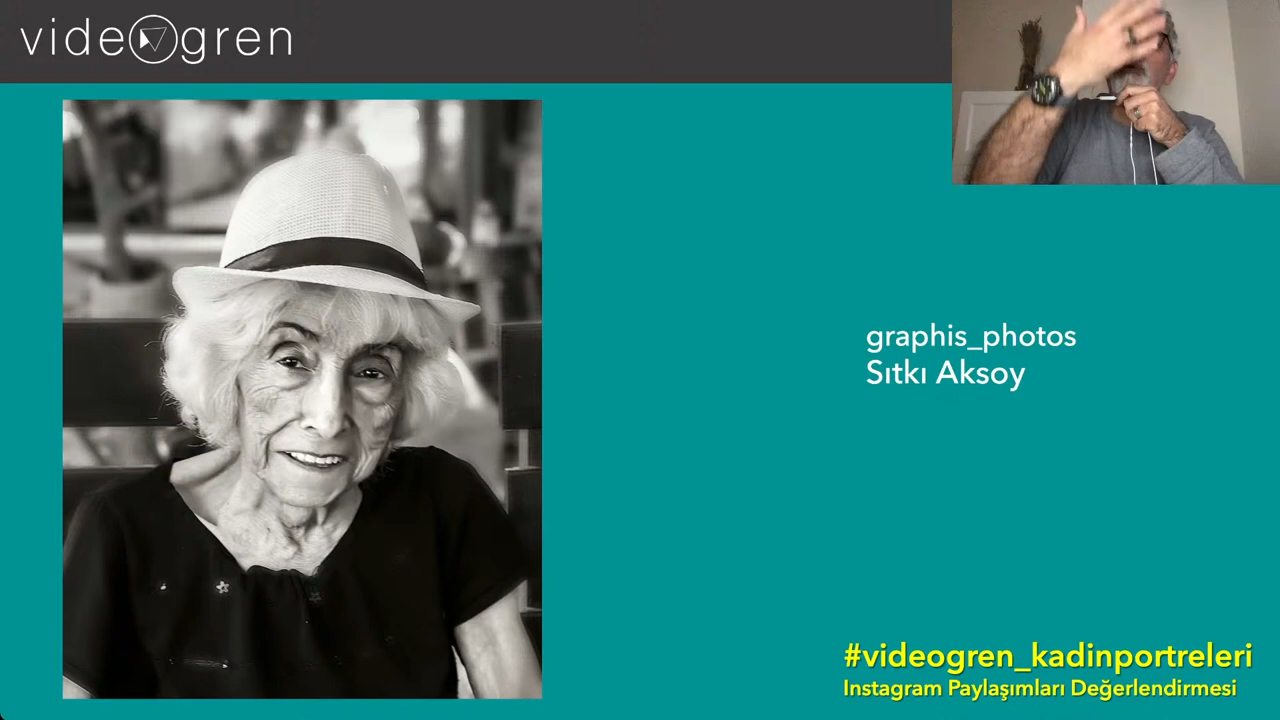 videogren
graphis_photos
Sıtkı Aksoy
#videogren_kadinportreleri
Instagram Paylaşımları Değerlendirmesi